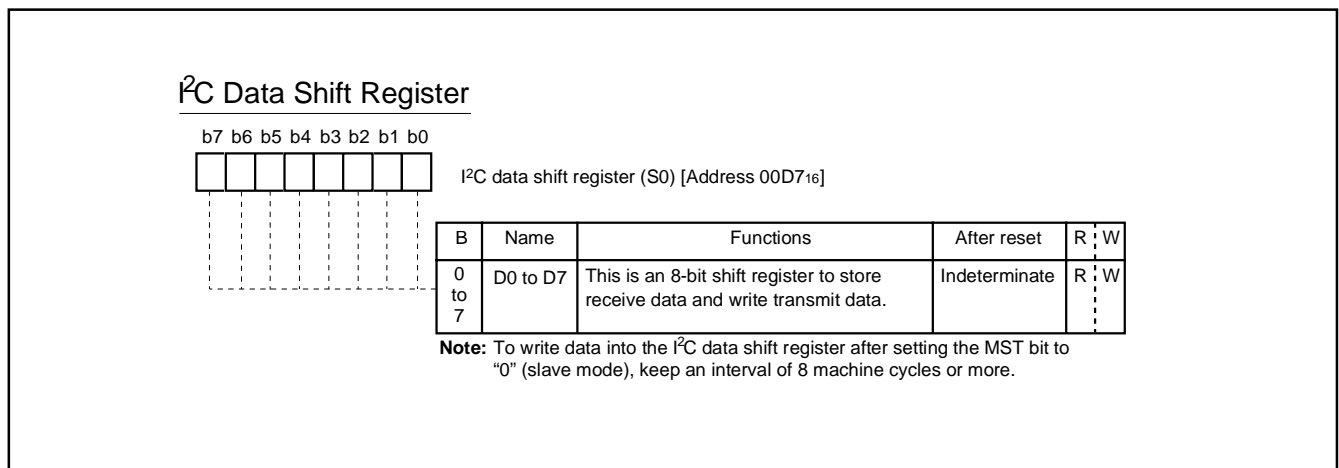 I²C Data Shift Register
b7 b6 b5 b4 b3 b2 b1 b0
I²C data shift register (S0) [Address 00D7₁₆]
B Name Functions After reset R W
0 to 7 D0 to D7 This is an 8-bit shift register to store Indeterminate R W
receive data and write transmit data.
Note: To write data into the I²C data shift register after setting the MST bit to
“0” (slave mode), keep an interval of 8 machine cycles or more.